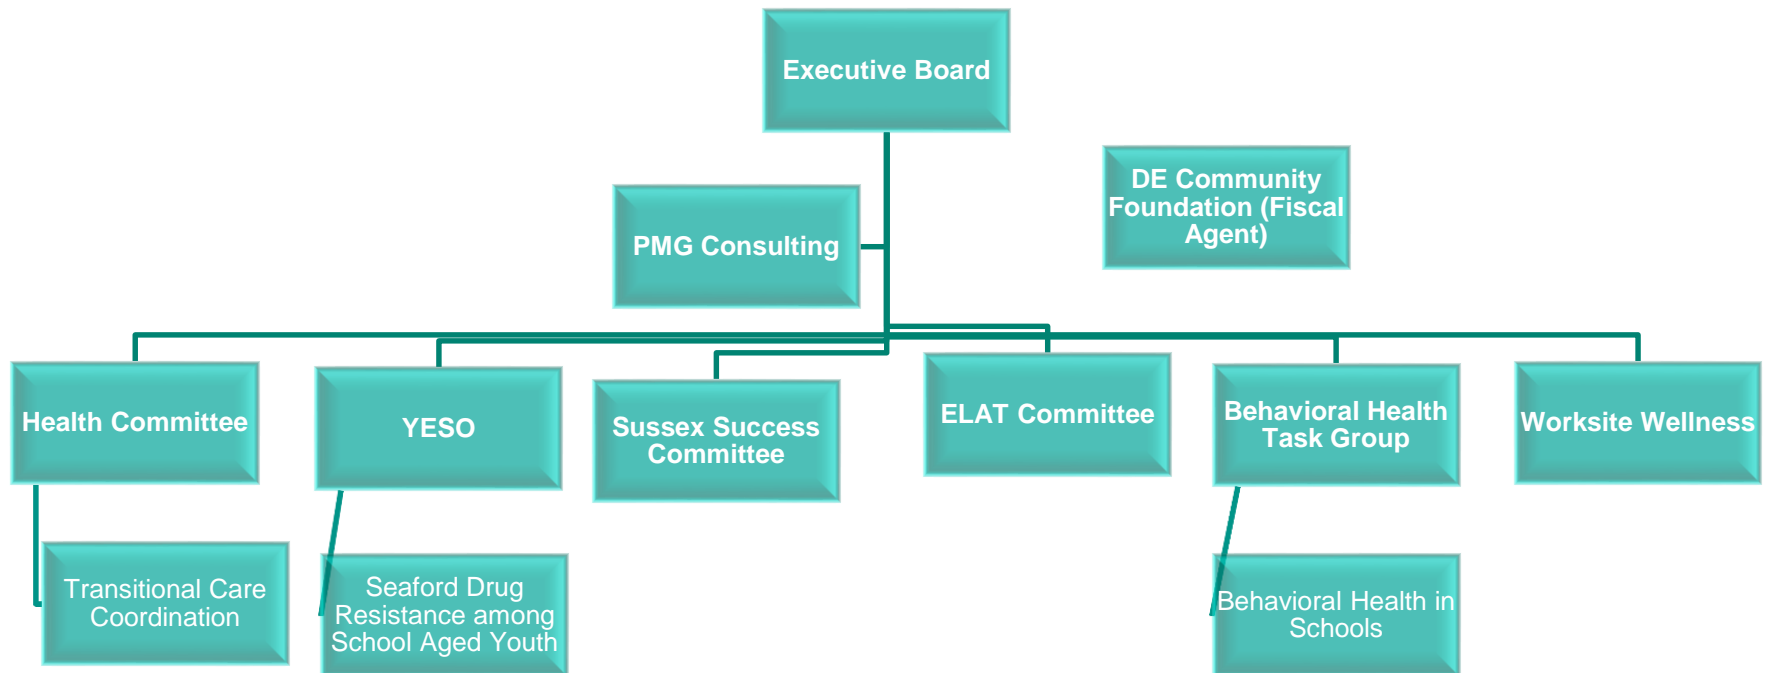 Executive Board
DE Community
Foundation (Fiscal
Agent)
PMG Consulting
Health Committee
YESO
Sussex Success
Committee
ELAT Committee
Behavioral Health
Task Group
Worksite Wellness
Transitional Care
Coordination
Seaford Drug
Resistance among
School Aged Youth
Behavioral Health in
Schools